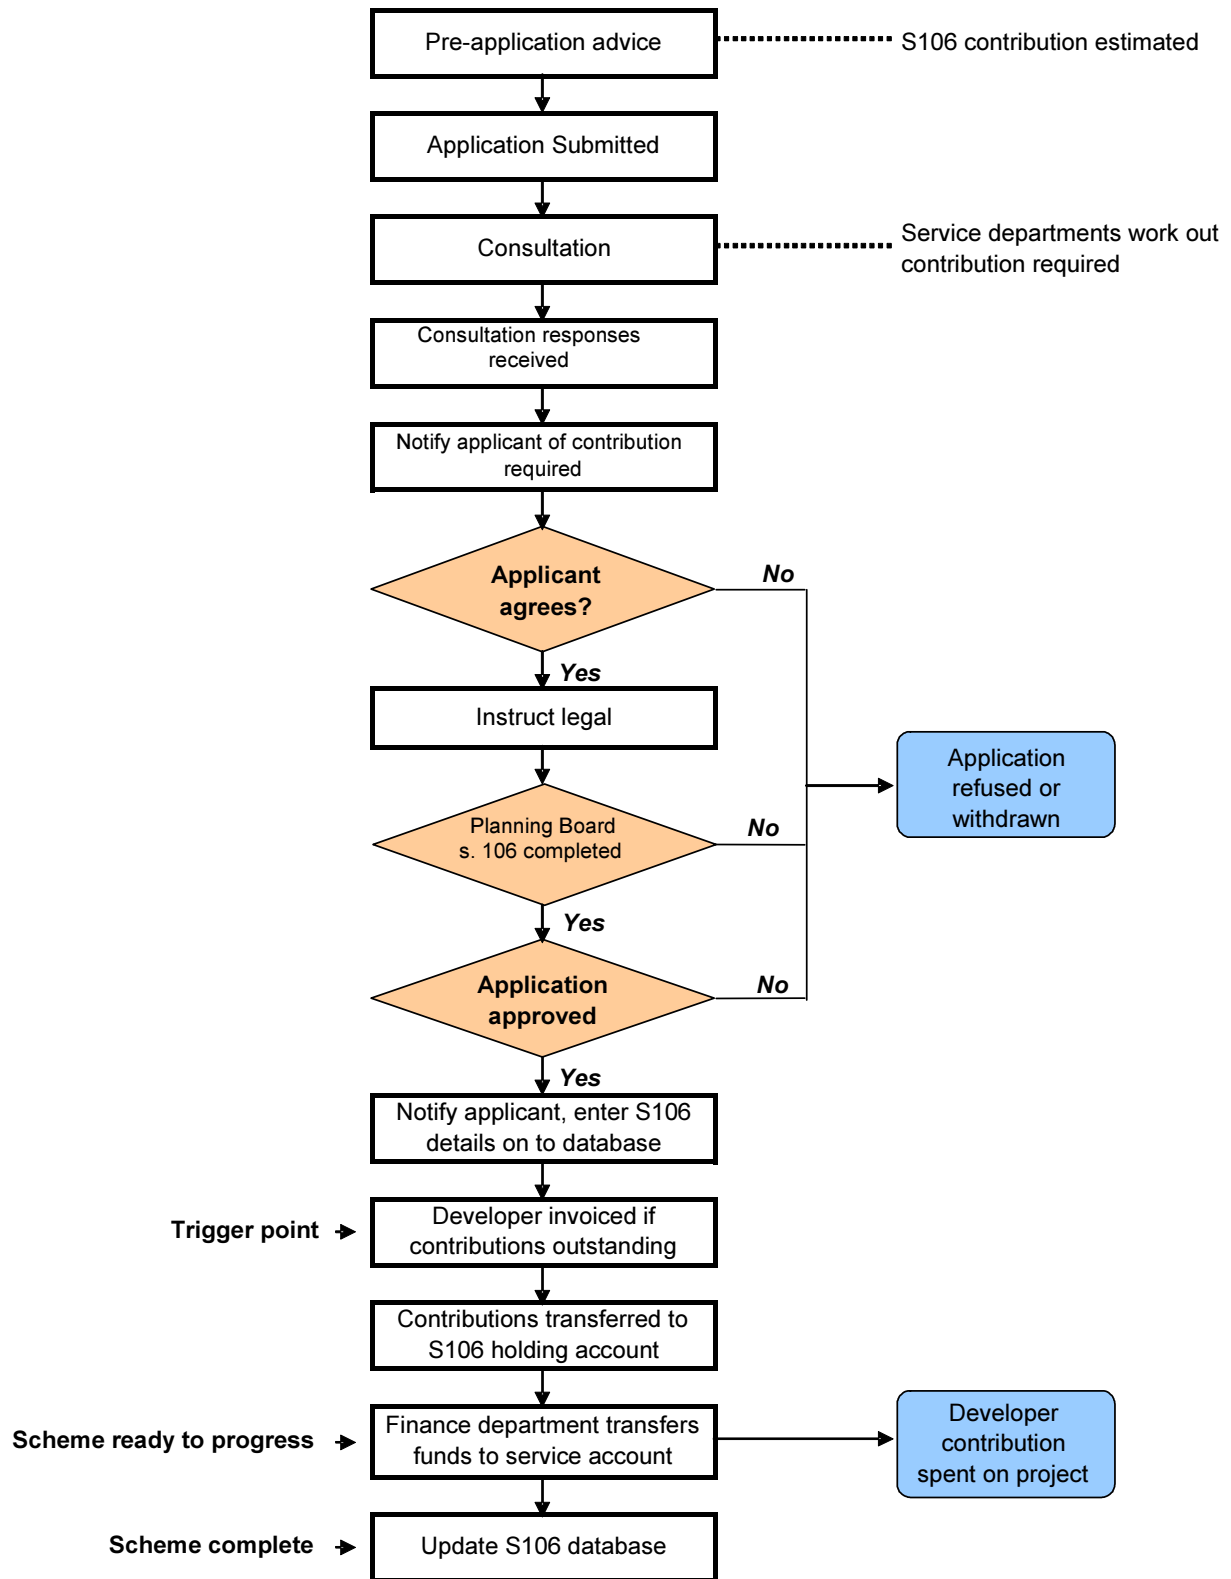 Pre-application advice
S106 contribution estimated
Application Submitted
Consultation
Service departments work out
contribution required
Consultation responses
received
Notify applicant of contribution
required
Applicant
agrees?
No
Yes
Instruct legal
Application
refused or
withdrawn
Planning Board
s. 106 completed
No
Yes
Application
approved
No
Yes
Notify applicant, enter S106
details on to database
Trigger point
Developer invoiced if
contributions outstanding
Contributions transferred to
S106 holding account
Scheme ready to progress
Finance department transfers
funds to service account
Developer
contribution
spent on project
Scheme complete
Update S106 database